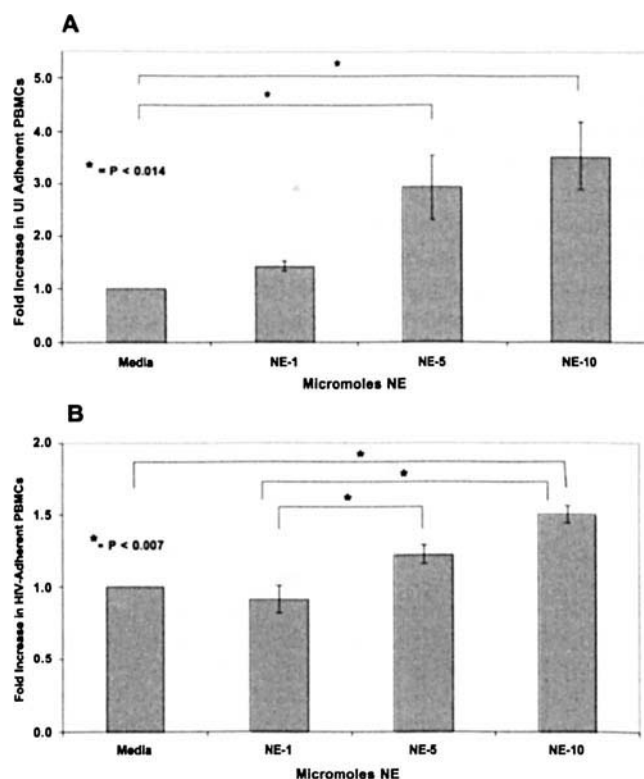 A
Fold Increase in UI Adherent PBMCs
5.0
4.0
3.0
2.0
1.0
0.0
*
*
* = P < 0.014
Media NE-1 NE-5 NE-10
Micromoles NE
B
Fold Increase in HIV-Adherent PBMCs
2.0
1.5
1.0
0.5
0.0
*
*
*
* = P < 0.007
Media NE-1 NE-5 NE-10
Micromoles NE